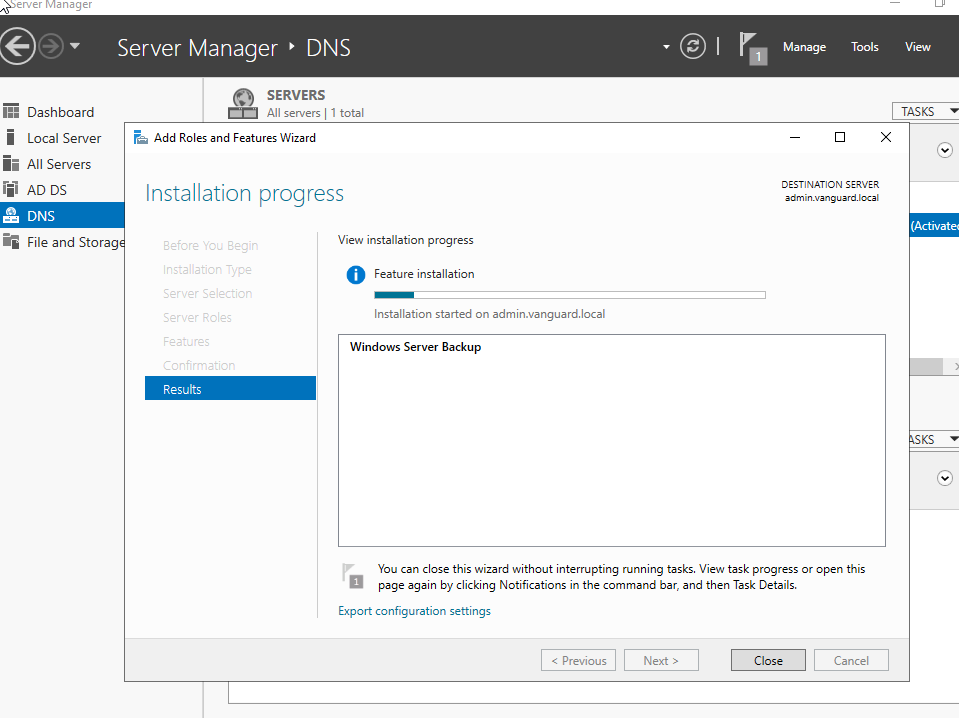 Server Manager
Server Manager ‣ DNS
1
Manage
Tools
View
Dashboard
Local Server
All Servers
AD DS
DNS
File and Storage
SERVERS
All servers | 1 total
TASKS
Add Roles and Features Wizard
Installation progress
DESTINATION SERVER
admin.vanguard.local
Before You Begin
Installation Type
Server Selection
Server Roles
Features
Confirmation
Results
View installation progress
Feature installation
Installation started on admin.vanguard.local
Windows Server Backup
1
You can close this wizard without interrupting running tasks. View task progress or open this
page again by clicking Notifications in the command bar, and then Task Details.
Export configuration settings
< Previous
Next >
Close
Cancel
(Activated
ASKS